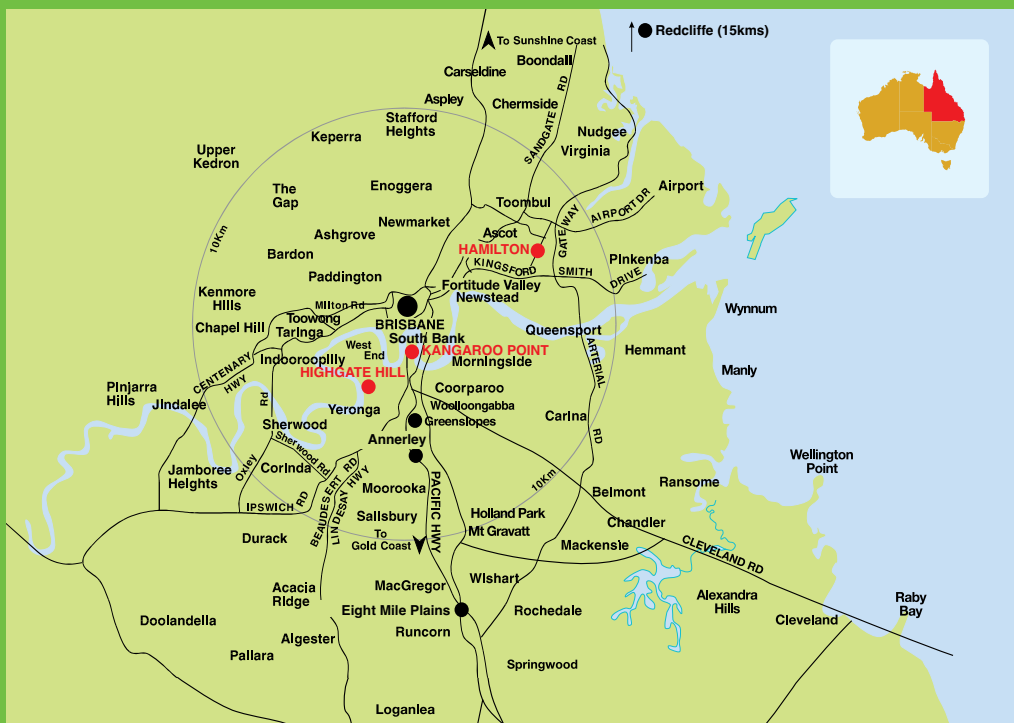 To Sunshine Coast
Redcliffe (15kms)
Boondall
Carseldine
RD
Aspley
Chermside
Stafford
Heights
SANDGATE
Keperra
Nudgee
Virginia
Upper
Kedron
The
Gap
Enoggera
Airport
Toombul
AIRPORT DR
Newmarket
GATE WAY
Ascot
Ashgrove
10Km
HAMILTON
Bardon
KINGSFORD
SMITH
DRIVE
Pinkenba
Paddington
Fortitude Valley
Newstead
Kenmore
Hills
Milton Rd
Wynnum
Toowong
BRISBANE
Chapel Hill
Taringa
South Bank
Queensport
West
End
KANGAROO POINT
Hemmant
Indooroopilly
Morningside
ARTERIAL
CENTENARY
HWY
HIGHGATE HILL
Manly
Pinjarra
Hills
Coorparoo
Jindalee
Rd
Yeronga
Woolloongabba
Greenslopes
Carina
Sherwood
Annerley
RD
Sherwood Rd
Wellington
Point
Jamboree
Heights
Oxley
Corinda
BEAUDESERT RD
LINDESAY HWY
PACIFIC HWY
10Km
Ransome
Moorooka
Belmont
IPSWICH
RD
Sallsbury
Holland Park
Chandler
To
Gold Coast
Mt Gravatt
Durack
Mackensie
CLEVELAND RD
Acacia
Ridge
MacGregor
Wishart
Alexandra
Hills
Raby
Bay
Eight Mile Plains
Rochedale
Doolandella
Cleveland
Runcorn
Algester
Pallara
Springwood
Loganlea